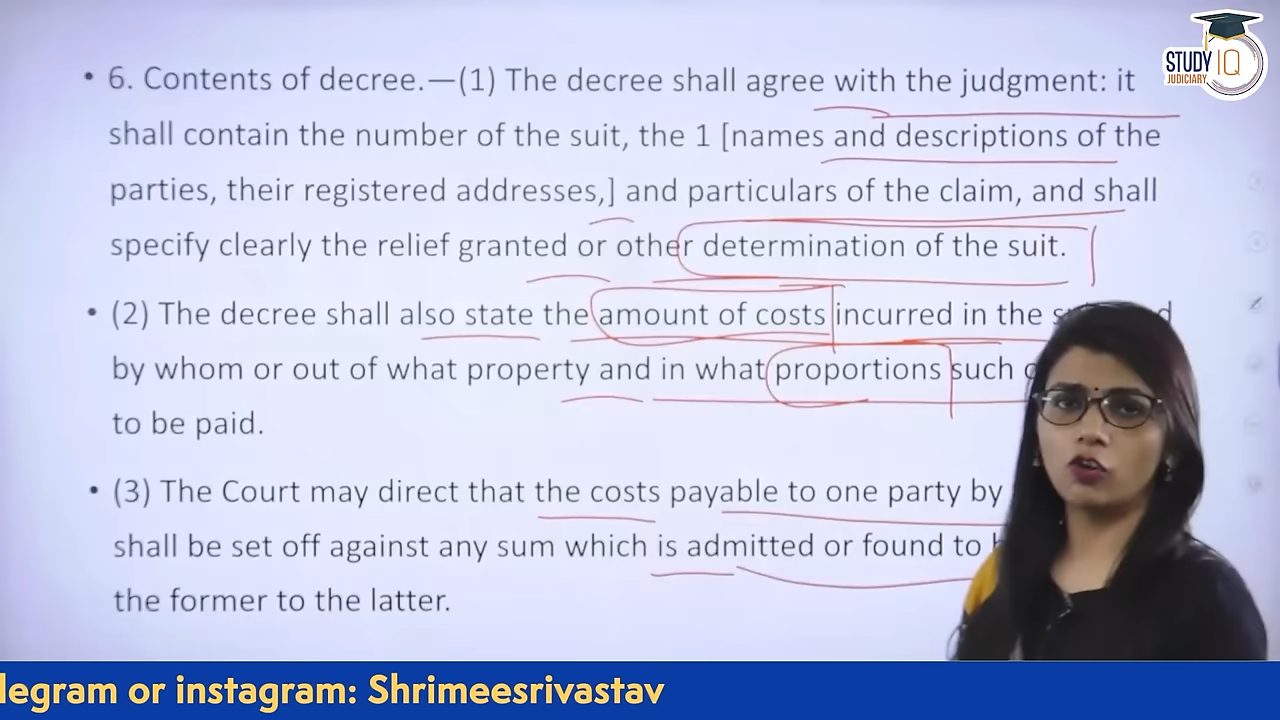 STUDY IQ
JUDICIARY
• 6. Contents of decree.—(1) The decree shall agree with the judgment: it
shall contain the number of the suit, the 1 [names and descriptions of the
parties, their registered addresses,] and particulars of the claim, and shall
specify clearly the relief granted or other determination of the suit.
• (2) The decree shall also state the amount of costs incurred in the
by whom or out of what property and in what proportions such
to be paid.
• (3) The Court may direct that the costs payable to one party by
shall be set off against any sum which is admitted or found to
the former to the latter.
legram or instagram: Shrimeesrivastav